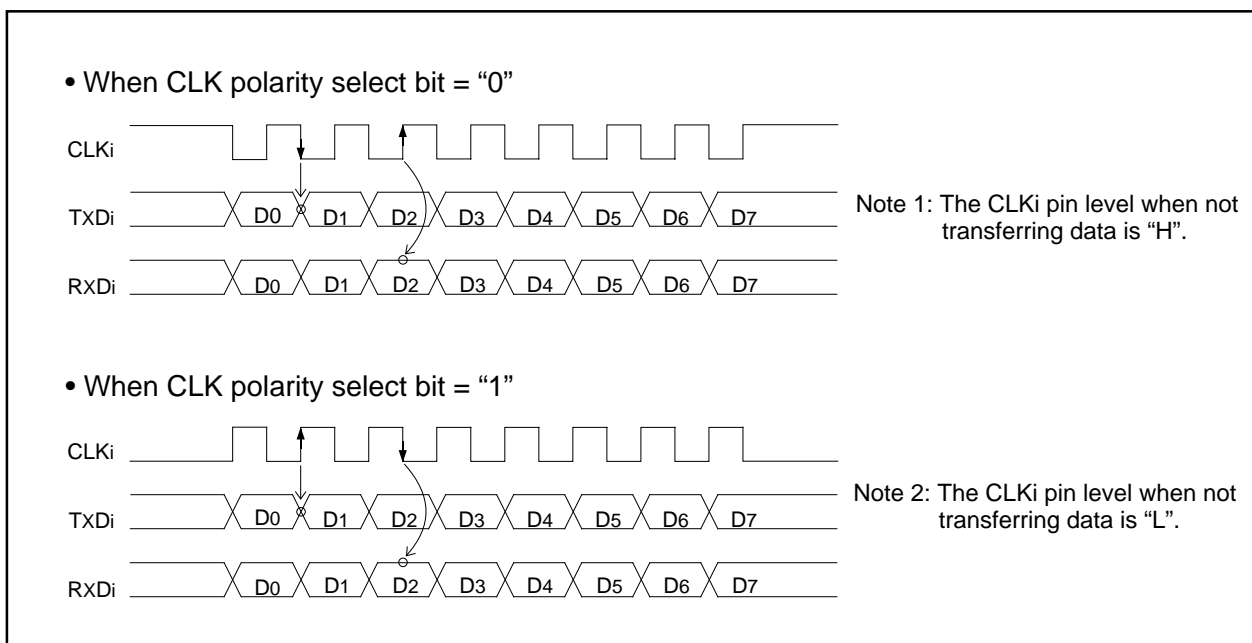 • When CLK polarity select bit = “0”
CLKi
TXDi D0 D1 D2 D3 D4 D5 D6 D7
RXDi D0 D1 D2 D3 D4 D5 D6 D7
Note 1: The CLKi pin level when not
transferring data is “H”.
• When CLK polarity select bit = “1”
CLKi
TXDi D0 D1 D2 D3 D4 D5 D6 D7
RXDi D0 D1 D2 D3 D4 D5 D6 D7
Note 2: The CLKi pin level when not
transferring data is “L”.